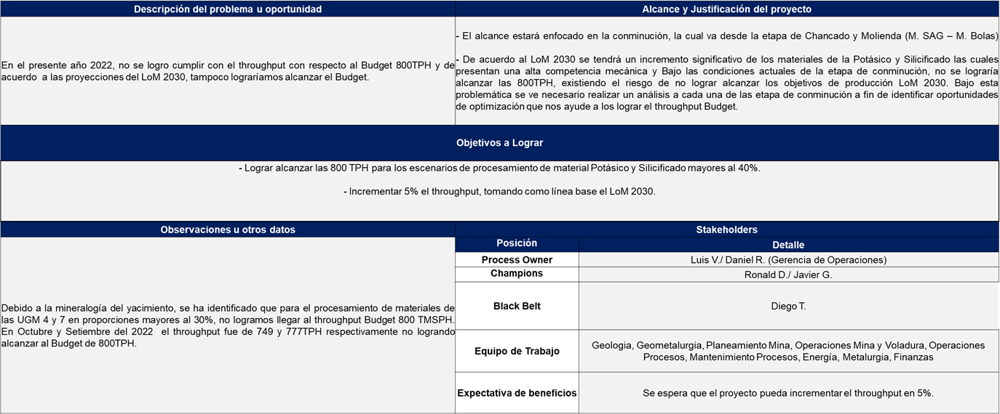 Descripción del problema u oportunidad
En el presente año 2022, no se logro cumplir con el throughput con respecto al Budget 800TPH y de
acuerdo a las proyecciones del LoM 2030, tampoco lograríamos alcanzar el Budget.
Alcance y Justificación del proyecto
- El alcance estará enfocado en la conminución, la cual va desde la etapa de Chancado y Molienda (M. SAG – M. Bolas)
- De acuerdo al LoM 2030 se tendrá un incremento significativo de los materiales de la Potásico y Silicificado las cuales
presentan una alta competencia mecánica y Bajo las condiciones actuales de la etapa de conminución, no se lograría
alcanzar las 800TPH, existiendo el riesgo de no lograr alcanzar los objetivos de producción LoM 2030. Bajo esta
problemática se ve necesario realizar un análisis a cada una de las etapa de conminución a fin de identificar oportunidades
de optimización que nos ayude a los lograr el throughput Budget.
Objetivos a Lograr
- Lograr alcanzar las 800 TPH para los escenarios de procesamiento de material Potásico y Silicificado mayores al 40%.
- Incrementar 5% el throughput, tomando como línea base el LoM 2030.
Observaciones u otros datos
Debido a la mineralogía del yacimiento, se ha identificado que para el procesamiento de materiales de
las UGM 4 y 7 en proporciones mayores al 30%, no logramos llegar al throughput Budget 800 TMSPH.
En Octubre y Setiembre del 2022 el throughput fue de 749 y 777TPH respectivamente no logrando
alcanzar al Budget de 800TPH.
Stakeholders
Posición
Detalle
Process Owner
Luis V./ Daniel R. (Gerencia de Operaciones)
Champions
Ronald D./ Javier G.
Black Belt
Diego T.
Equipo de Trabajo
Geologia, Geometalurgia, Planeamiento Mina, Operaciones Mina y Voladura, Operaciones
Procesos, Mantenimiento Procesos, Energía, Metalurgia, Finanzas
Expectativa de beneficios
Se espera que el proyecto pueda incrementar el throughput en 5%.